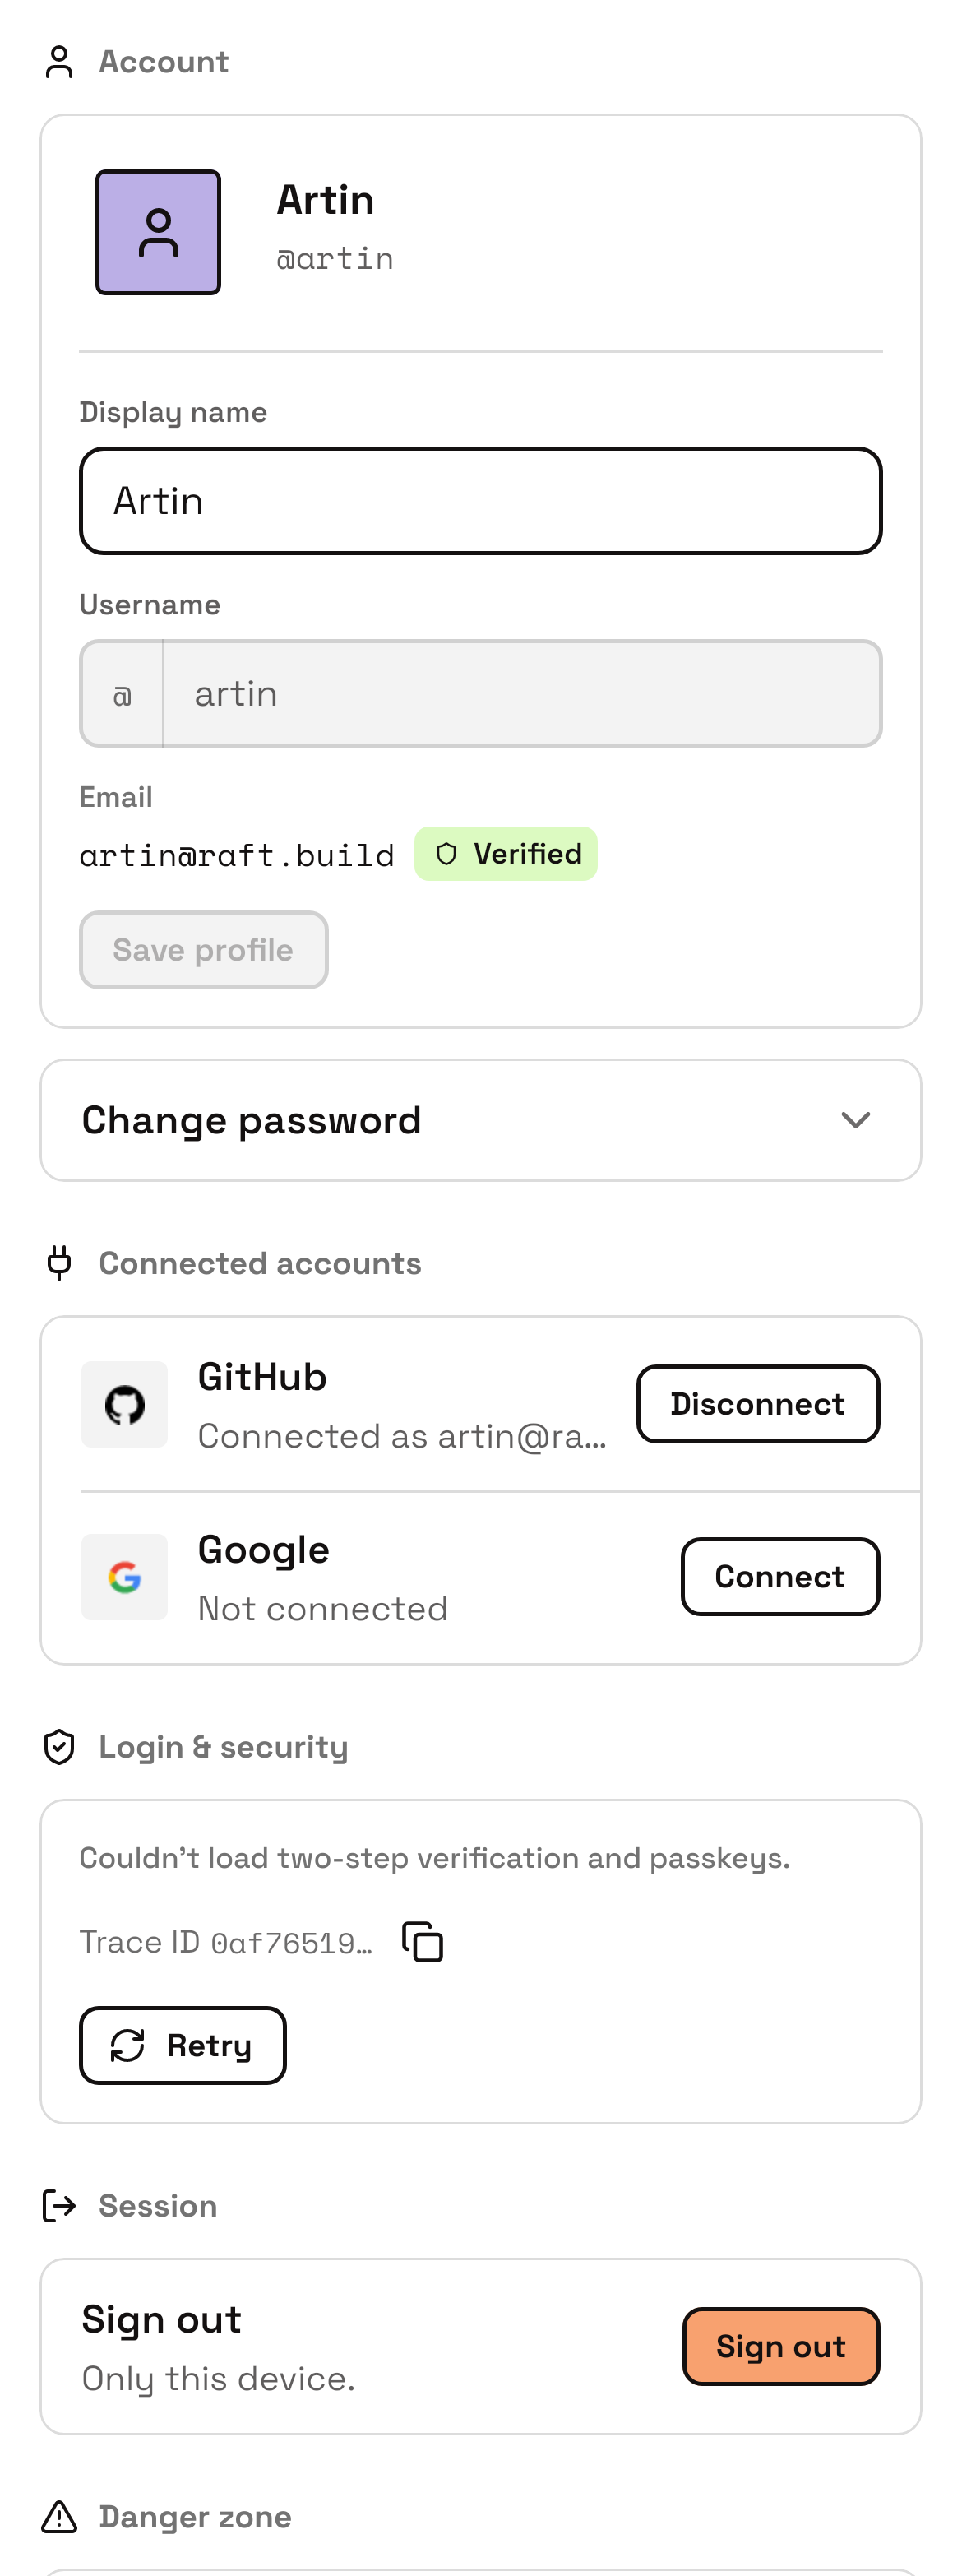 Account
Artin
@artin
Display name
Artin
Username
@ artin
Email
artin@raft.build Verified
Save profile
Change password
Connected accounts
GitHub
Connected as artin@ra… Disconnect
Google
Not connected Connect
Login & security
Couldn’t load two-step verification and passkeys.
Trace ID 0af76519…
Retry
Session
Sign out
Only this device. Sign out
Danger zone